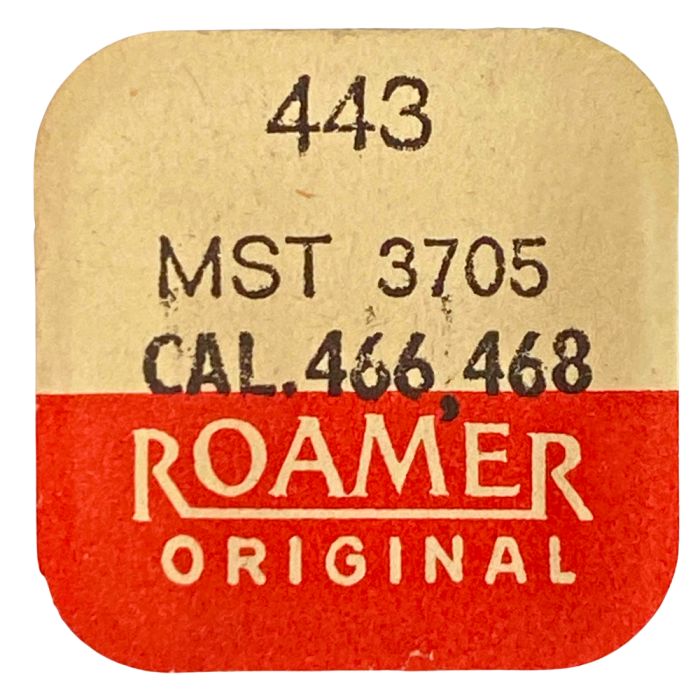 443
MST 3705
CAL.466,468
ROAMER
ORIGINAL